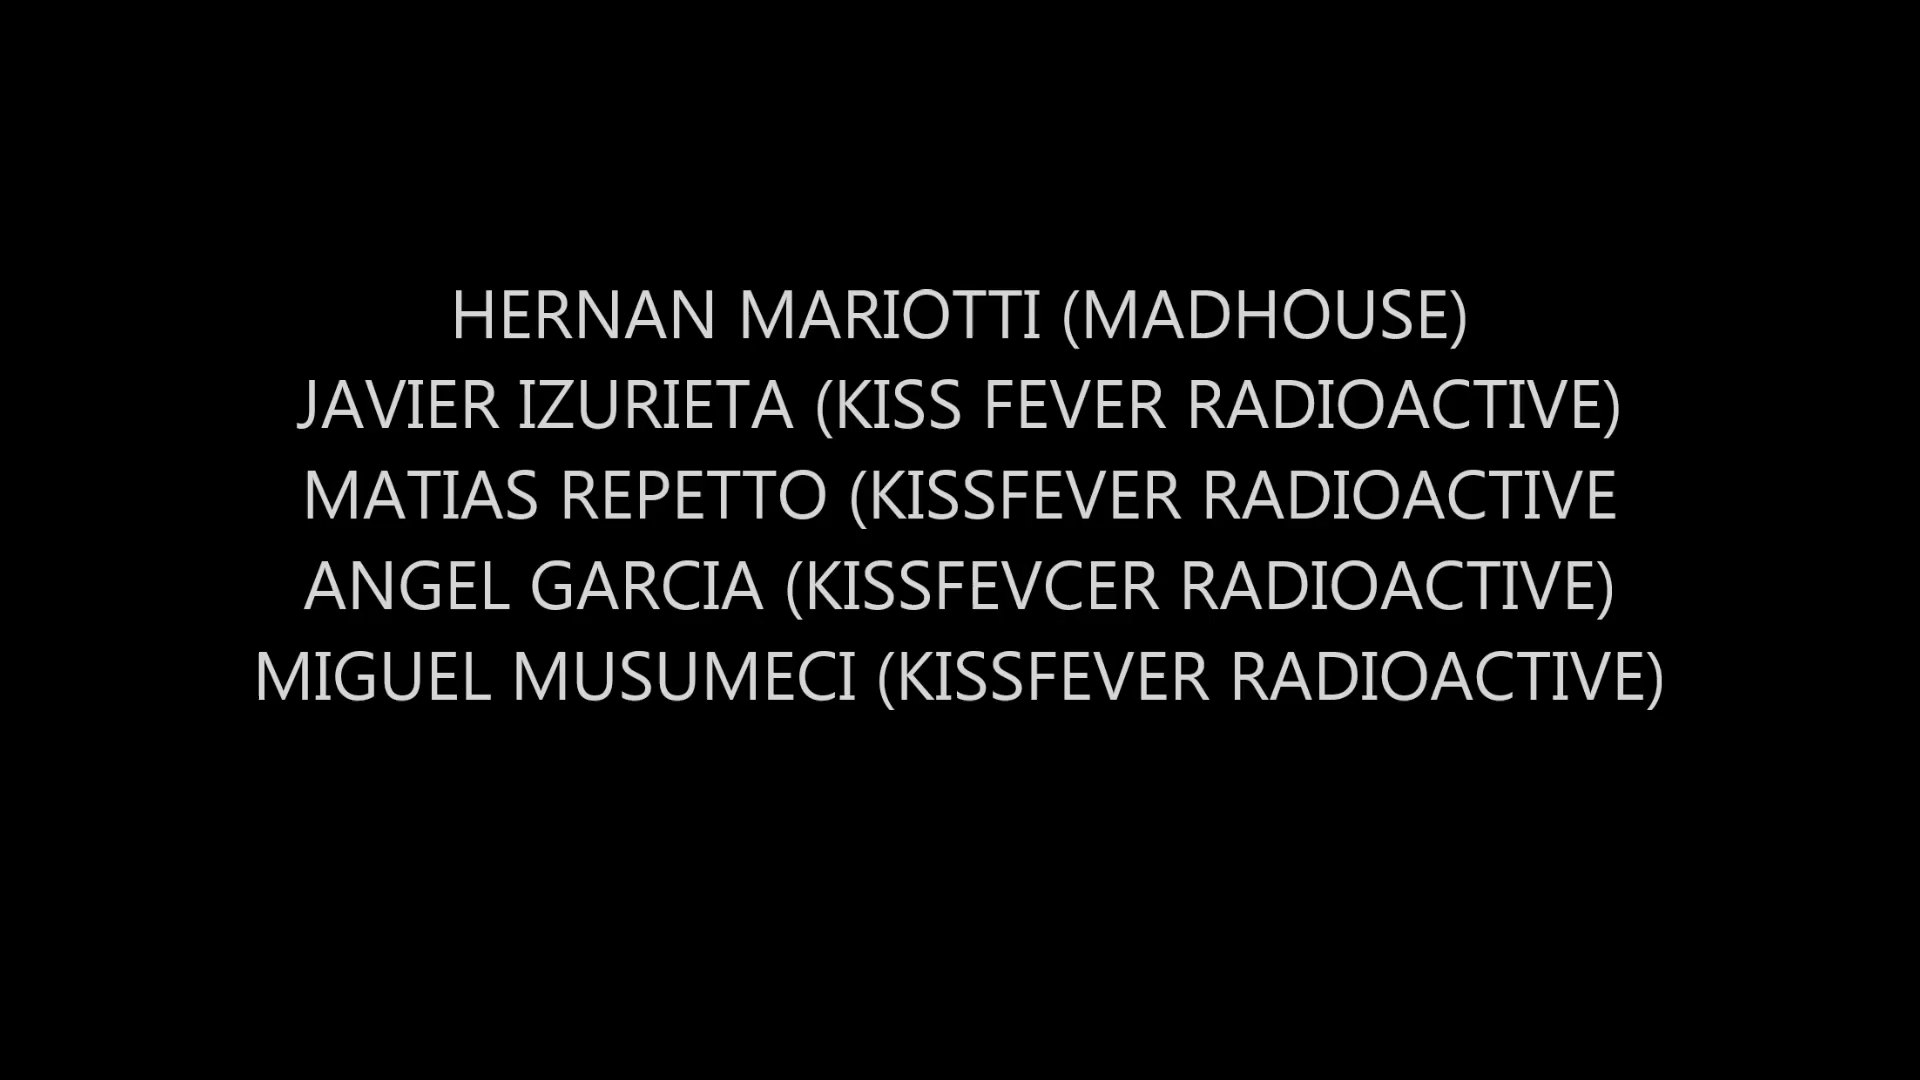 HERNAN MARIOTTI (MADHOUSE)
JAVIER IZURIETA (KISS FEVER RADIOACTIVE)
MATIAS REPETTO (KISSFEVER RADIOACTIVE
ANGEL GARCIA (KISSFEVCER RADIOACTIVE)
MIGUEL MUSUMECI (KISSFEVER RADIOACTIVE)